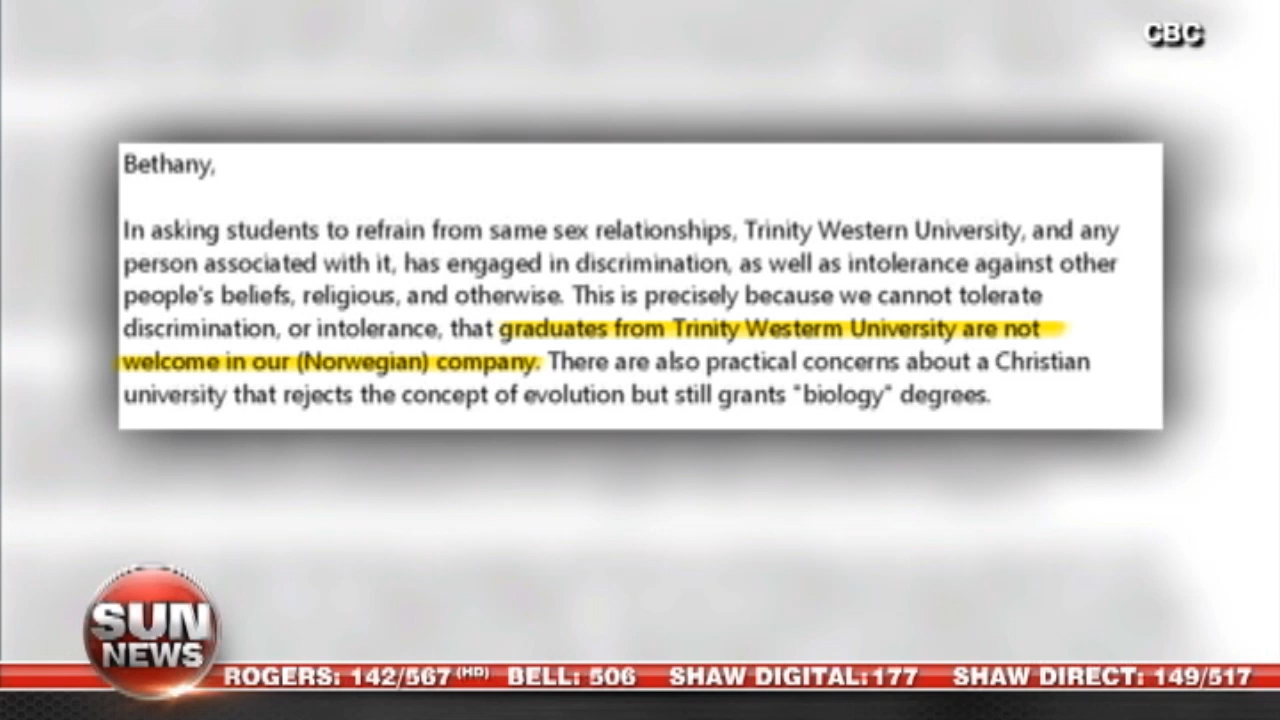 CBC
Bethany,
In asking students to refrain from same sex relationships, Trinity Western University, and any
person associated with it, has engaged in discrimination, as well as intolerance against other
people's beliefs, religious, and otherwise. This is precisely because we cannot tolerate
discrimination, or intolerance, that graduates from Trinity Westerm University are not
welcome in our (Norwegian) company. There are also practical concerns about a Christian
university that rejects the concept of evolution but still grants "biology" degrees.
SUN
NEWS
ROGERS: 142/567 (HD) BELL: 506 SHAW DIGITAL:177 SHAW DIRECT: 149/517